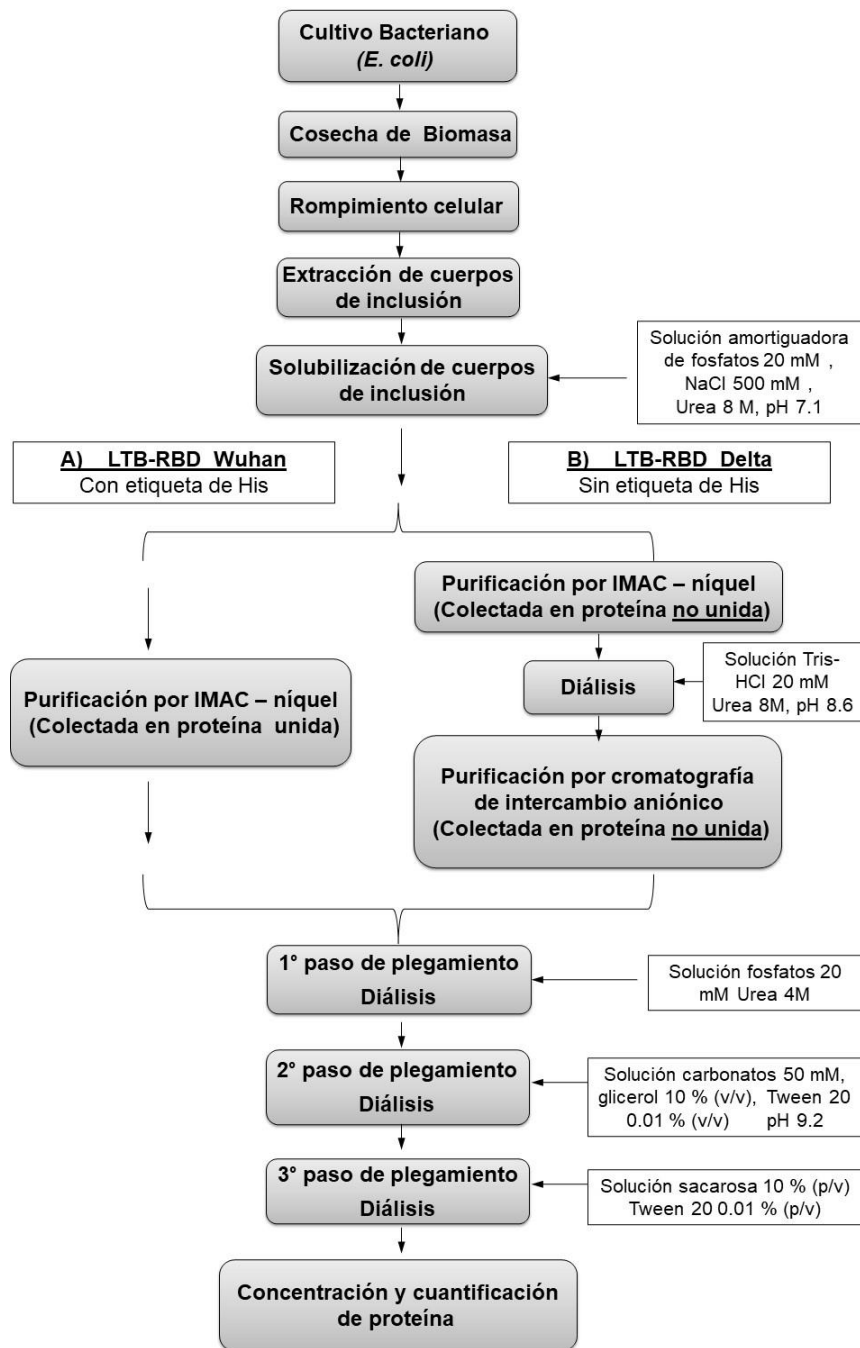 Cultivo Bacteriano
(E. coli)
Cosecha de Biomasa
Rompimiento celular
Extracción de cuerpos
de inclusión
Solubilización de cuerpos
de inclusión
Solución amortiguadora
de fosfatos 20 mM ,
NaCl 500 mM ,
Urea 8 M, pH 7.1
A) LTB-RBD Wuhan
Con etiqueta de His
B) LTB-RBD Delta
Sin etiqueta de His
Purificación por IMAC – níquel
(Colectada en proteína unida)
Purificación por IMAC – níquel
(Colectada en proteína no unida)
Diálisis
Solución Tris-
HCl 20 mM
Urea 8M, pH 8.6
Purificación por cromatografía
de intercambio aniónico
(Colectada en proteína no unida)
1° paso de plegamiento
Diálisis
Solución fosfatos 20
mM Urea 4M
2° paso de plegamiento
Diálisis
Solución carbonatos 50 mM,
glicerol 10 % (v/v), Tween 20
0.01 % (v/v) pH 9.2
3° paso de plegamiento
Diálisis
Solución sacarosa 10 % (p/v)
Tween 20 0.01 % (p/v)
Concentración y cuantificación
de proteína